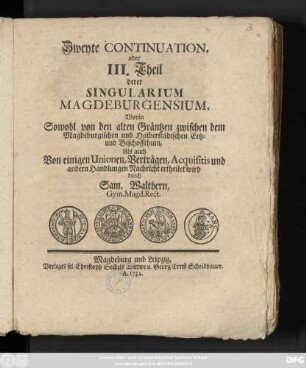 3
Zweyte CONTINUATION,
oder
III. Theil
derer
SINGULARIUM
MAGDEBURGENSIUM,
Worin
Sowohl von den alten Gräntzen zwischen dem
Magdeburgischen und Halberstädtischen Ertz-
und Bischoffthum,
Als auch
Von einigen Unionen, Verträgen, Acquisitis und
andern Handlungen Nachricht ertheilet wird
durch
Sam. Walthern,
Gym. Magd. Rect.
Magdeburg und Leipzig,
Verlegts sel. Christoph Seidels Wittwe u. Georg Ernst Scheidhauer.
A. 1734.
DFG